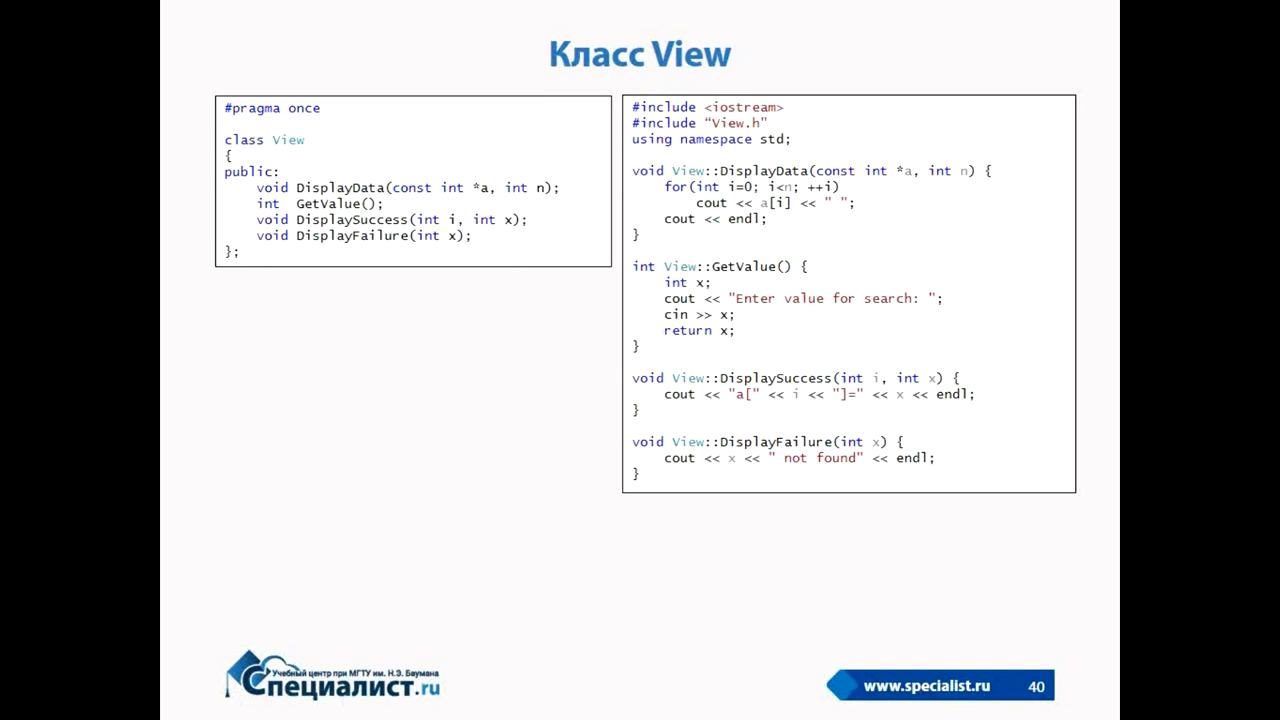 Класс View
#pragma once
class View
{
public:
    void DisplayData(const int *a, int n);
    int  GetValue();
    void DisplaySuccess(int i, int x);
    void DisplayFailure(int x);
};
#include <iostream>
#include “View.h”
using namespace std;
void View::DisplayData(const int *a, int n) {
    for(int i=0; i<n; ++i)
        cout << a[i] << " ";
    cout << endl;
}
int View::GetValue() {
    int x;
    cout << "Enter value for search: ";
    cin >> x;
    return x;
}
void View::DisplaySuccess(int i, int x) {
    cout << "a[" << i << "]=" << x << endl;
}
void View::DisplayFailure(int x) {
    cout << x << " not found" << endl;
}
Учебный центр при МГТУ им. Н.Э. Баумана
Специалист.ru
www.specialist.ru 40